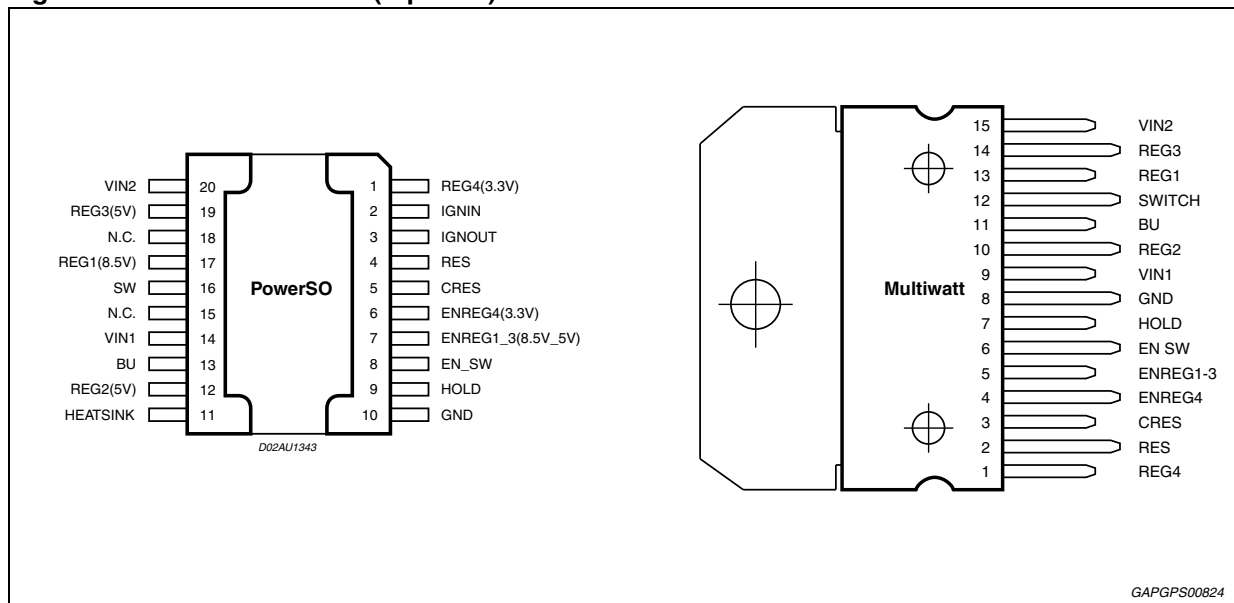 VIN2 20 1 REG4(3.3V)
REG3(5V) 19 2 IGNIN
N.C. 18 3 IGNOUT
REG1(8.5V) 17 4 RES
SW 16 PowerSO 5 CRES
N.C. 15 6 ENREG4(3.3V)
VIN1 14 7 ENREG1_3(8.5V_5V)
BU 13 8 EN_SW
REG2(5V) 12 9 HOLD
HEATSINK 11 10 GND
D02AU1343
15 VIN2
14 REG3
13 REG1
12 SWITCH
11 BU
10 REG2
9 VIN1
Multiwatt
8 GND
7 HOLD
6 EN SW
5 ENREG1-3
4 ENREG4
3 CRES
2 RES
1 REG4
GAPGPS00824